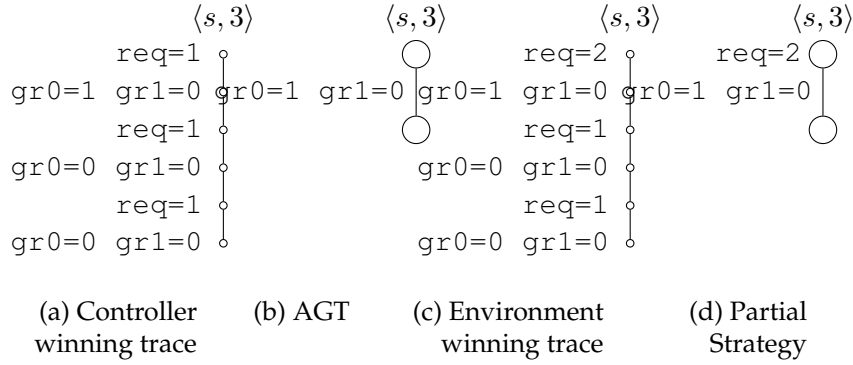 ⟨s, 3⟩ ⟨s, 3⟩ ⟨s, 3⟩ ⟨s, 3⟩
req=1 req=2 req=2
gr0=1 gr1=0 gr0=1 gr1=0 gr0=1 gr1=0 gr0=1 gr1=0
req=1 req=1
gr0=0 gr1=0 gr0=0 gr1=0
req=1 req=1
gr0=0 gr1=0 gr0=0 gr1=0
(a) Controller (b) AGT (c) Environment (d) Partial
winning trace winning trace Strategy